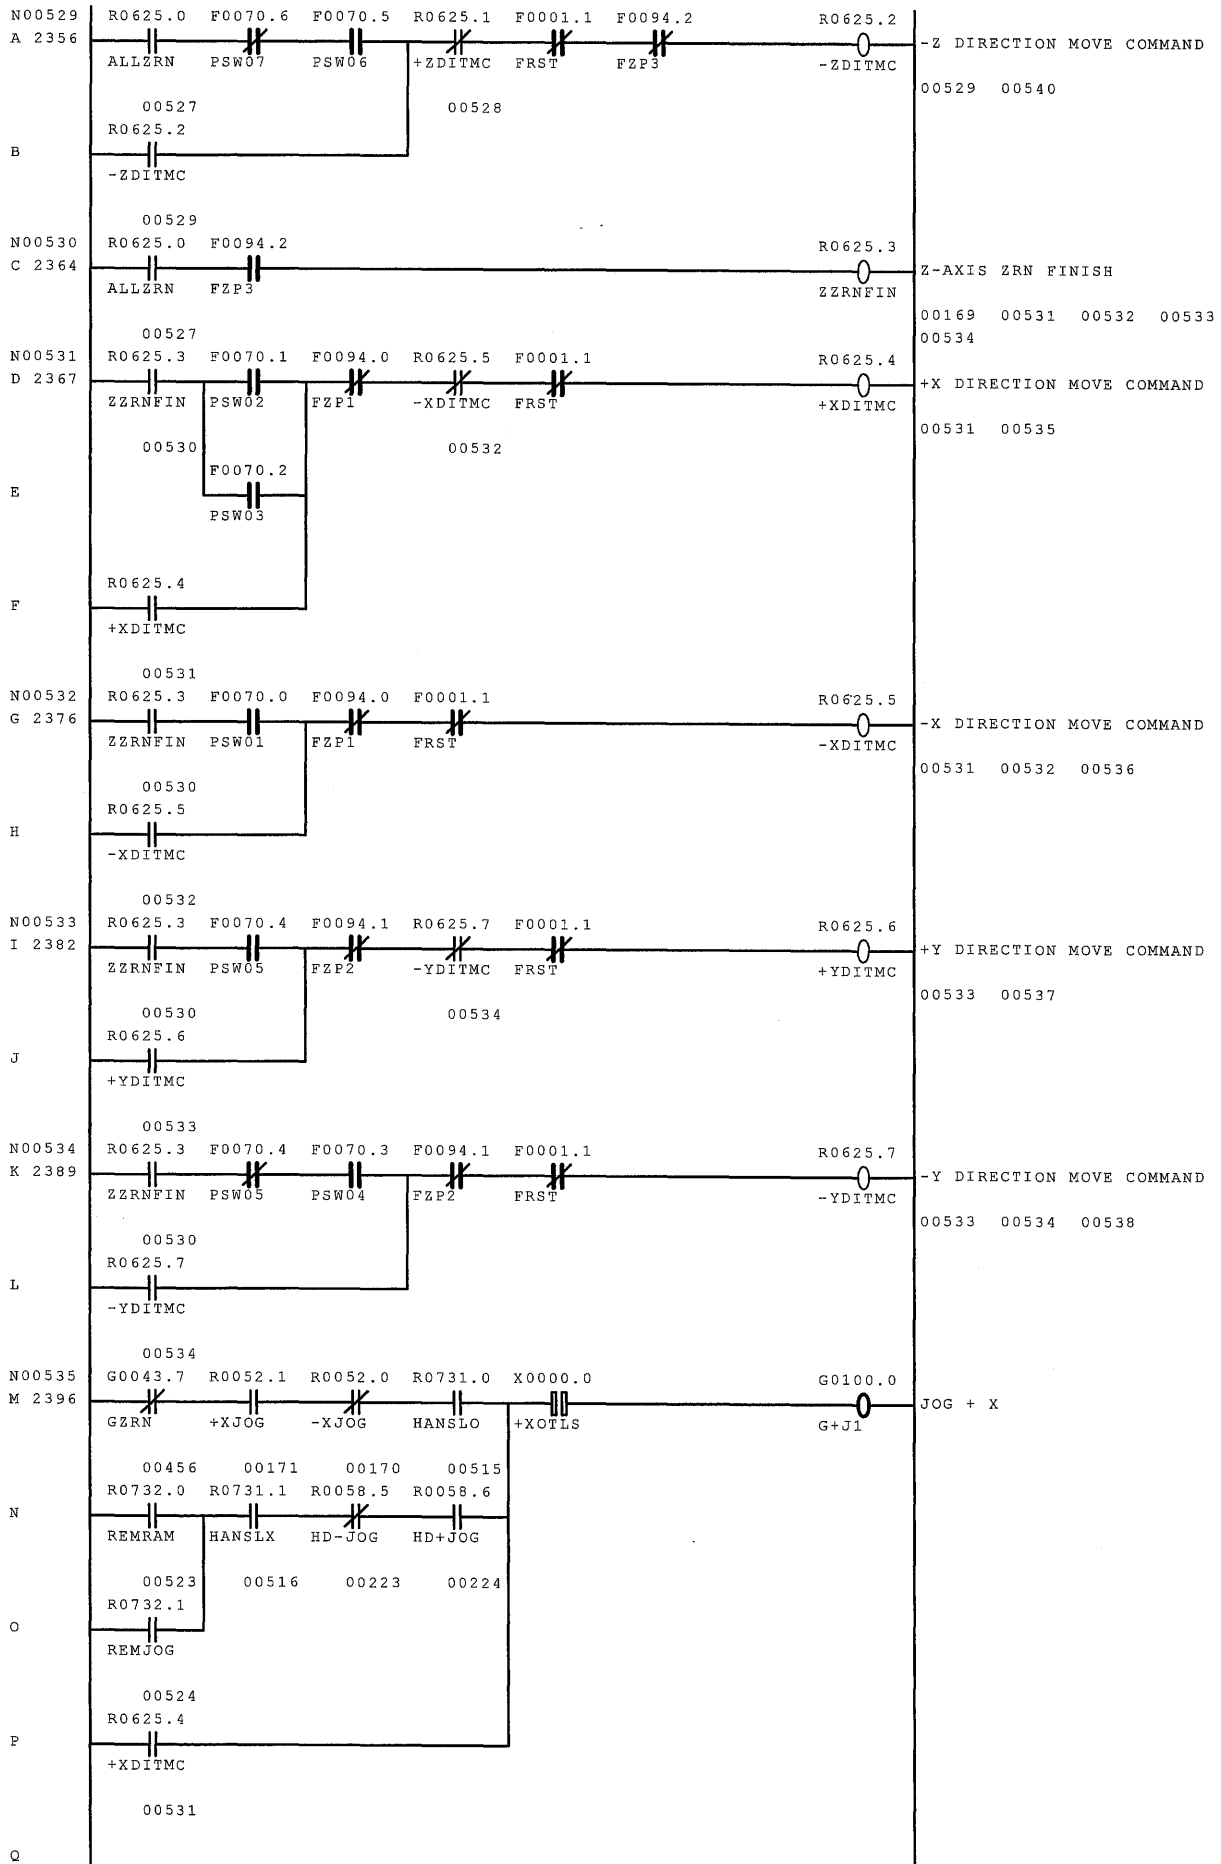 N00529 R0625.0 F0070.6 F0070.5 R0625.1 F0001.1 F0094.2 R0625.2
A 2356 -Z DIRECTION MOVE COMMAND
ALLZRN PSW07 PSW06 +ZDITMC FRST FZP3 -ZDITMC
00529 00540
00527 00528
R0625.2
B
-ZDITMC
00529
N00530 R0625.0 F0094.2 R0625.3
C 2364 Z-AXIS ZRN FINISH
ALLZRN FZP3 ZZRNFIN
00169 00531 00532 00533
00527 00534
N00531 R0625.3 F0070.1 F0094.0 R0625.5 F0001.1 R0625.4
D 2367 +X DIRECTION MOVE COMMAND
ZZRNFIN PSW02 FZP1 -XDITMC FRST +XDITMC
00531 00535
00530 00532
F0070.2
E
PSW03
R0625.4
F
+XDITMC
00531
N00532 R0625.3 F0070.0 F0094.0 F0001.1 R0625.5
G 2376 -X DIRECTION MOVE COMMAND
ZZRNFIN PSW01 FZP1 FRST -XDITMC
00531 00532 00536
00530
R0625.5
H
-XDITMC
00532
N00533 R0625.3 F0070.4 F0094.1 R0625.7 F0001.1 R0625.6
I 2382 +Y DIRECTION MOVE COMMAND
ZZRNFIN PSW05 FZP2 -YDITMC FRST +YDITMC
00533 00537
00530 00534
R0625.6
J
+YDITMC
00533
N00534 R0625.3 F0070.4 F0070.3 F0094.1 F0001.1 R0625.7
K 2389 -Y DIRECTION MOVE COMMAND
ZZRNFIN PSW05 PSW04 FZP2 FRST -YDITMC
00533 00534 00538
00530
R0625.7
L
-YDITMC
00534
N00535 G0043.7 R0052.1 R0052.0 R0731.0 X0000.0 G0100.0
M 2396 JOG + X
GZRN +XJOG -XJOG HANSLO +XOTLS G+J1
00456 00171 00170 00515
R0732.0 R0731.1 R0058.5 R0058.6
N
REMRAM HANSLX HD-JOG HD+JOG
00523 00516 00223 00224
R0732.1
O
REMJOG
00524
R0625.4
P
+XDITMC
00531
Q